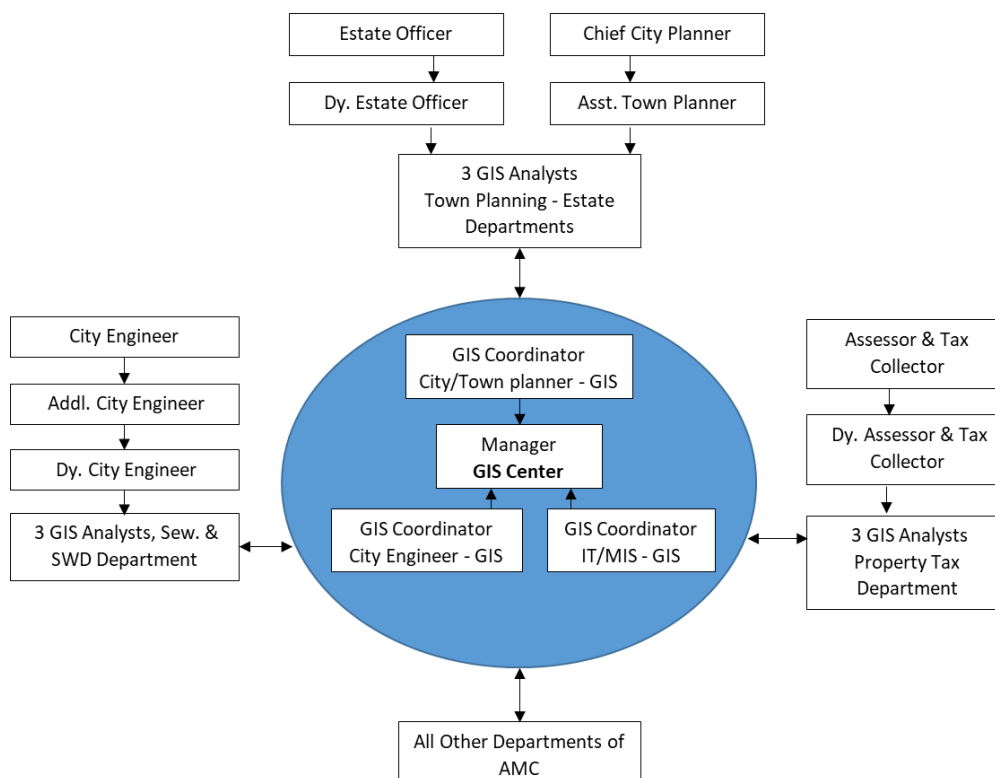 Estate Officer
Chief City Planner
Dy. Estate Officer
Asst. Town Planner
3 GIS Analysts
Town Planning - Estate
Departments
City Engineer
Addl. City Engineer
Dy. City Engineer
3 GIS Analysts, Sew. &
SWD Department
GIS Coordinator
City/Town planner - GIS
Manager
GIS Center
GIS Coordinator
City Engineer - GIS
GIS Coordinator
IT/MIS - GIS
Assessor & Tax
Collector
Dy. Assessor & Tax
Collector
3 GIS Analysts
Property Tax
Department
All Other Departments of
AMC